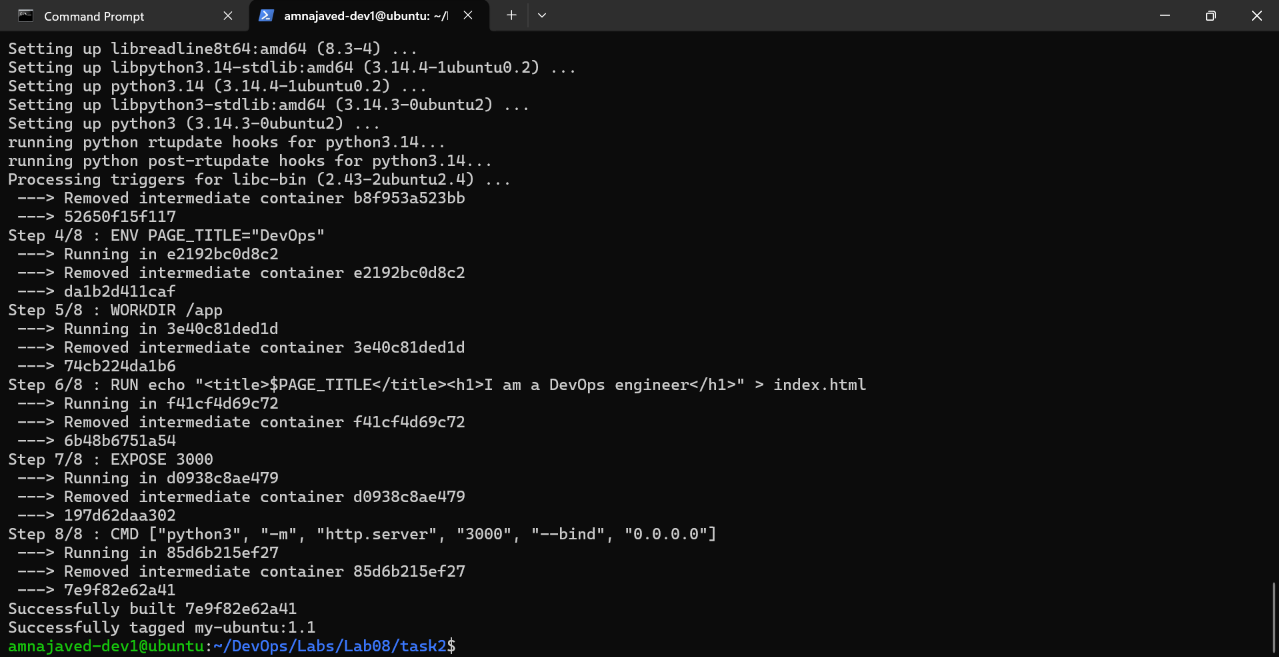 Command Prompt
amnajaved-dev1@ubuntu: ~/
Setting up libreadline8t64:amd64 (8.3-4) ...
Setting up libpython3.14-stdlib:amd64 (3.14.4-1ubuntu0.2) ...
Setting up python3.14 (3.14.4-1ubuntu0.2) ...
Setting up libpython3-stdlib:amd64 (3.14.3-0ubuntu2) ...
Setting up python3 (3.14.3-0ubuntu2) ...
running python rtupdate hooks for python3.14...
running python post-rtupdate hooks for python3.14...
Processing triggers for libc-bin (2.43-2ubuntu2.4) ...
 ---> Removed intermediate container b8f953a523bb
 ---> 52650f15f117
Step 4/8 : ENV PAGE_TITLE="DevOps"
 ---> Running in e2192bc0d8c2
 ---> Removed intermediate container e2192bc0d8c2
 ---> da1b2d411caf
Step 5/8 : WORKDIR /app
 ---> Running in 3e40c81ded1d
 ---> Removed intermediate container 3e40c81ded1d
 ---> 74cb224da1b6
Step 6/8 : RUN echo "<title>$PAGE_TITLE</title><h1>I am a DevOps engineer</h1>" > index.html
 ---> Running in f41cf4d69c72
 ---> Removed intermediate container f41cf4d69c72
 ---> 6b48b6751a54
Step 7/8 : EXPOSE 3000
 ---> Running in d0938c8ae479
 ---> Removed intermediate container d0938c8ae479
 ---> 197d62daa302
Step 8/8 : CMD ["python3", "-m", "http.server", "3000", "--bind", "0.0.0.0"]
 ---> Running in 85d6b215ef27
 ---> Removed intermediate container 85d6b215ef27
 ---> 7e9f82e62a41
Successfully built 7e9f82e62a41
Successfully tagged my-ubuntu:1.1
amnajaved-dev1@ubuntu:~/DevOps/Labs/Lab08/task2$